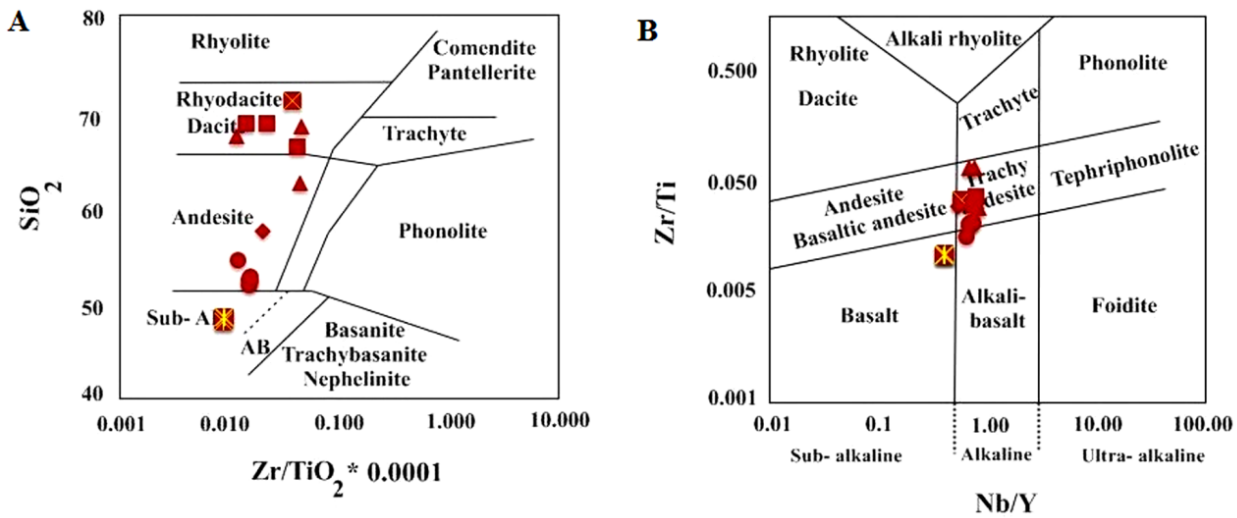 A
80
70
60
50
40
SiO2
Rhyolite
Comendite
Pantellerite
Rhyodacite
Dacit
Trachyte
Andesite
Phonolite
Sub- A
AB
Basanite
Trachybasanite
Nephelinite
0.001 0.010 0.100 1.000 10.000
Zr/TiO2 * 0.0001
B
0.500
0.050
0.005
0.001
Zr/Ti
Alkali rhyolite
Rhyolite
Dacite
Phonolite
Trachyte
Tephriphonolite
Trachy
desite
Andesite
Basaltic andesite
Basalt
Alkali-
basalt
Foidite
0.01 0.1 1.00 10.00 100.00
Sub- alkaline Alkaline Ultra- alkaline
Nb/Y